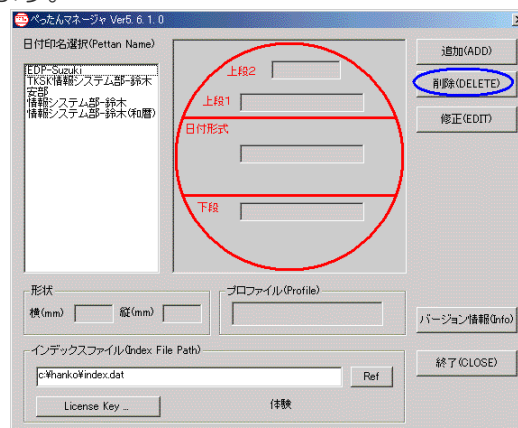 ます。
ぺったんマネージャ Ver5.6.1.0
日付印名選択(Pettan Name)
EDP-Suzuki
TKSK情報システム部-鈴木
安部
情報システム部-鈴木
情報システム部-鈴木(和暦)
上段2
上段1
日付形式
下段
追加(ADD)
削除(DELETE)
修正(EDIT)
形状
横(mm)
縦(mm)
プロファイル(Profile)
バージョン情報(Info)
インデックスファイル(Index File Path)
c:¥hanko¥index.dat
Ref
終了(CLOSE)
License Key ...
体験